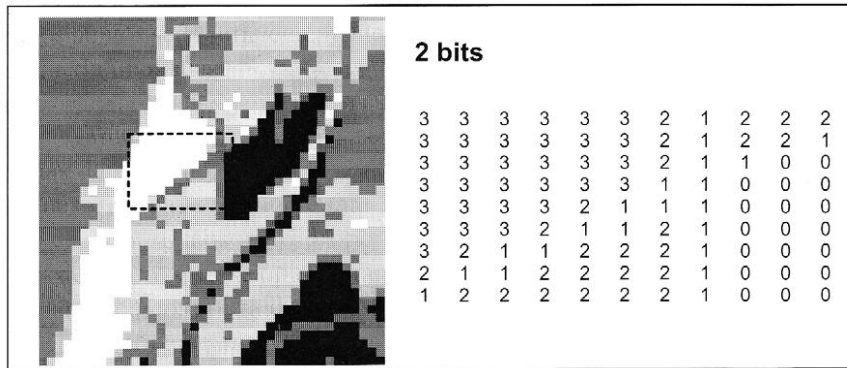 2 bits
3 3 3 3 3 3 2 1 2 2 2
3 3 3 3 3 3 2 1 2 2 1
3 3 3 3 3 3 2 1 1 0 0
3 3 3 3 3 3 1 1 0 0 0
3 3 3 3 2 1 1 1 0 0 0
3 3 3 2 1 1 2 1 0 0 0
3 2 1 1 2 2 2 1 0 0 0
2 1 1 2 2 2 2 1 0 0 0
1 2 2 2 2 2 2 1 0 0 0